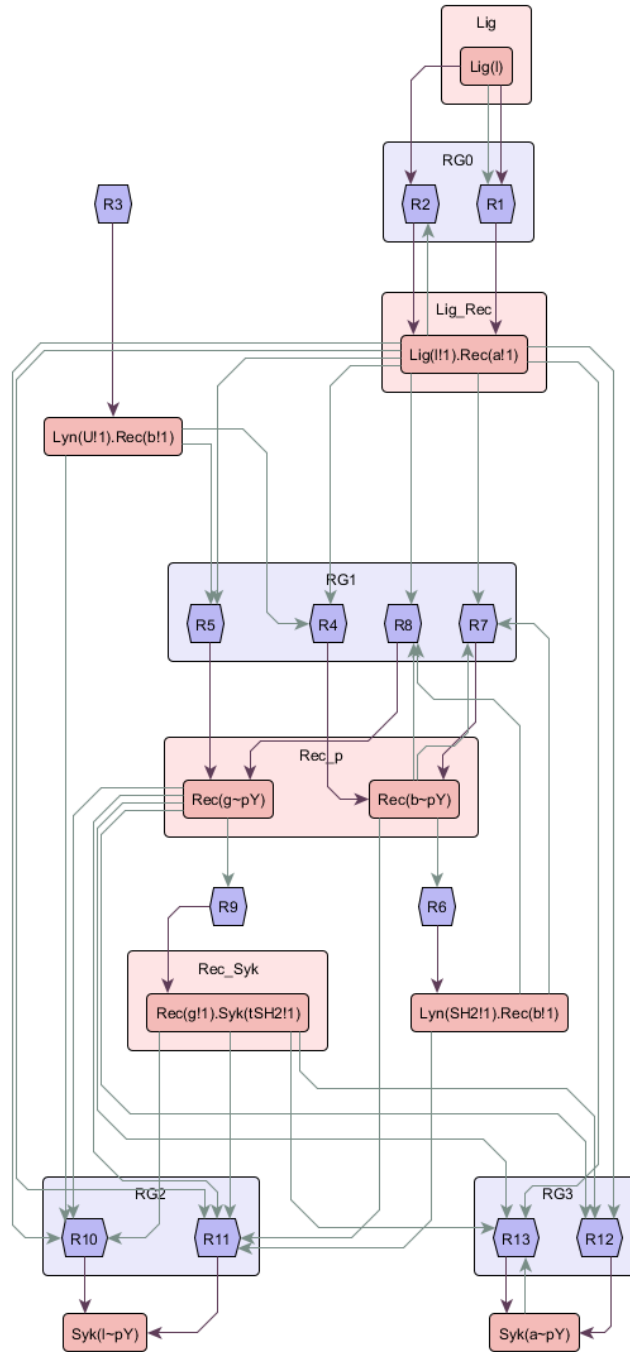 Lig
Lig(l)
RG0
R3
R2
R1
Lig_Rec
Lig(l!1).Rec(a!1)
Lyn(U!1).Rec(b!1)
RG1
R5
R4
R8
R7
Rec_p
Rec(g~pY)
Rec(b~pY)
R9
R6
Rec_Syk
Rec(g!1).Syk(tSH2!1)
Lyn(SH2!1).Rec(b!1)
RG2
RG3
R10
R11
R13
R12
Syk(l~pY)
Syk(a~pY)